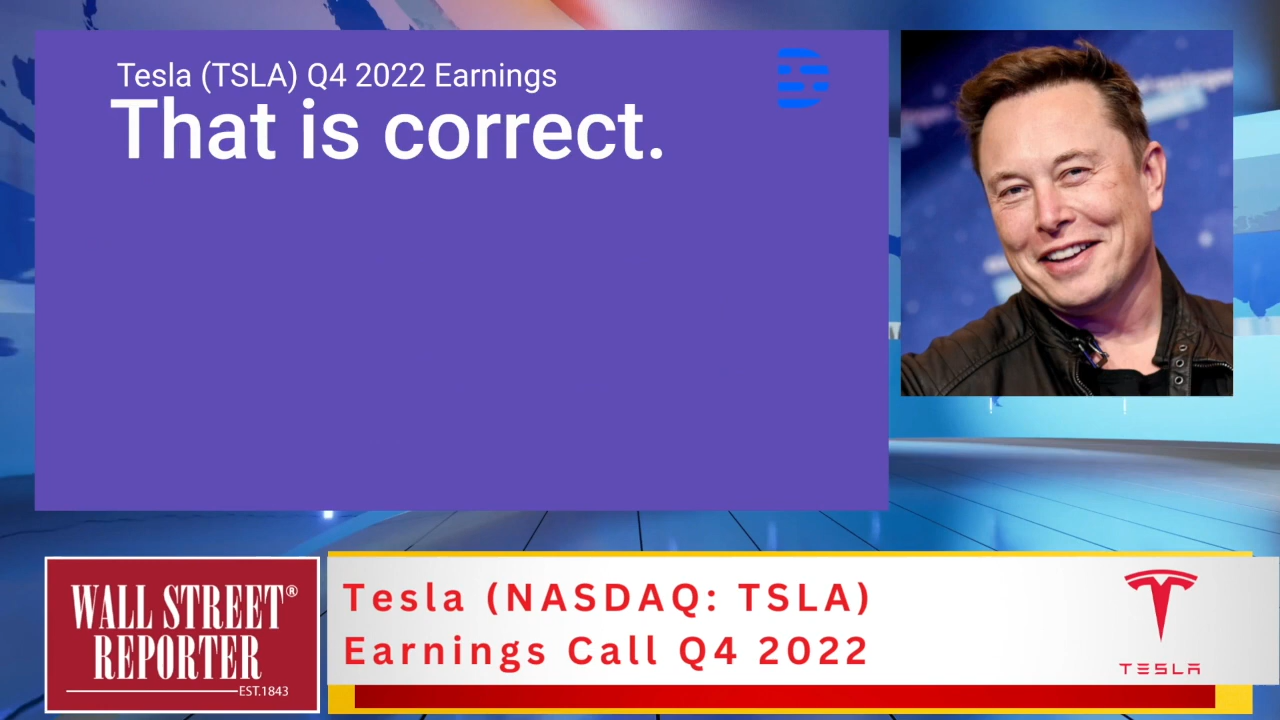 Tesla (TSLA) Q4 2022 Earnings
That is correct.
WALL STREET®
REPORTER
EST.1843
Tesla (NASDAQ: TSLA)
Earnings Call Q4 2022
TESLA